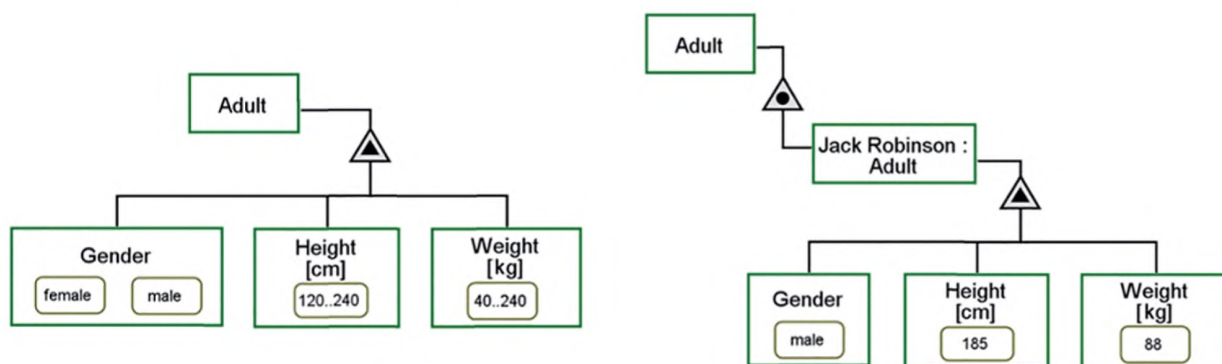 Adult
Gender
female male
Height
[cm]
120..240
Weight
[kg]
40..240
Adult
Jack Robinson :
Adult
Gender
male
Height
[cm]
185
Weight
[kg]
88